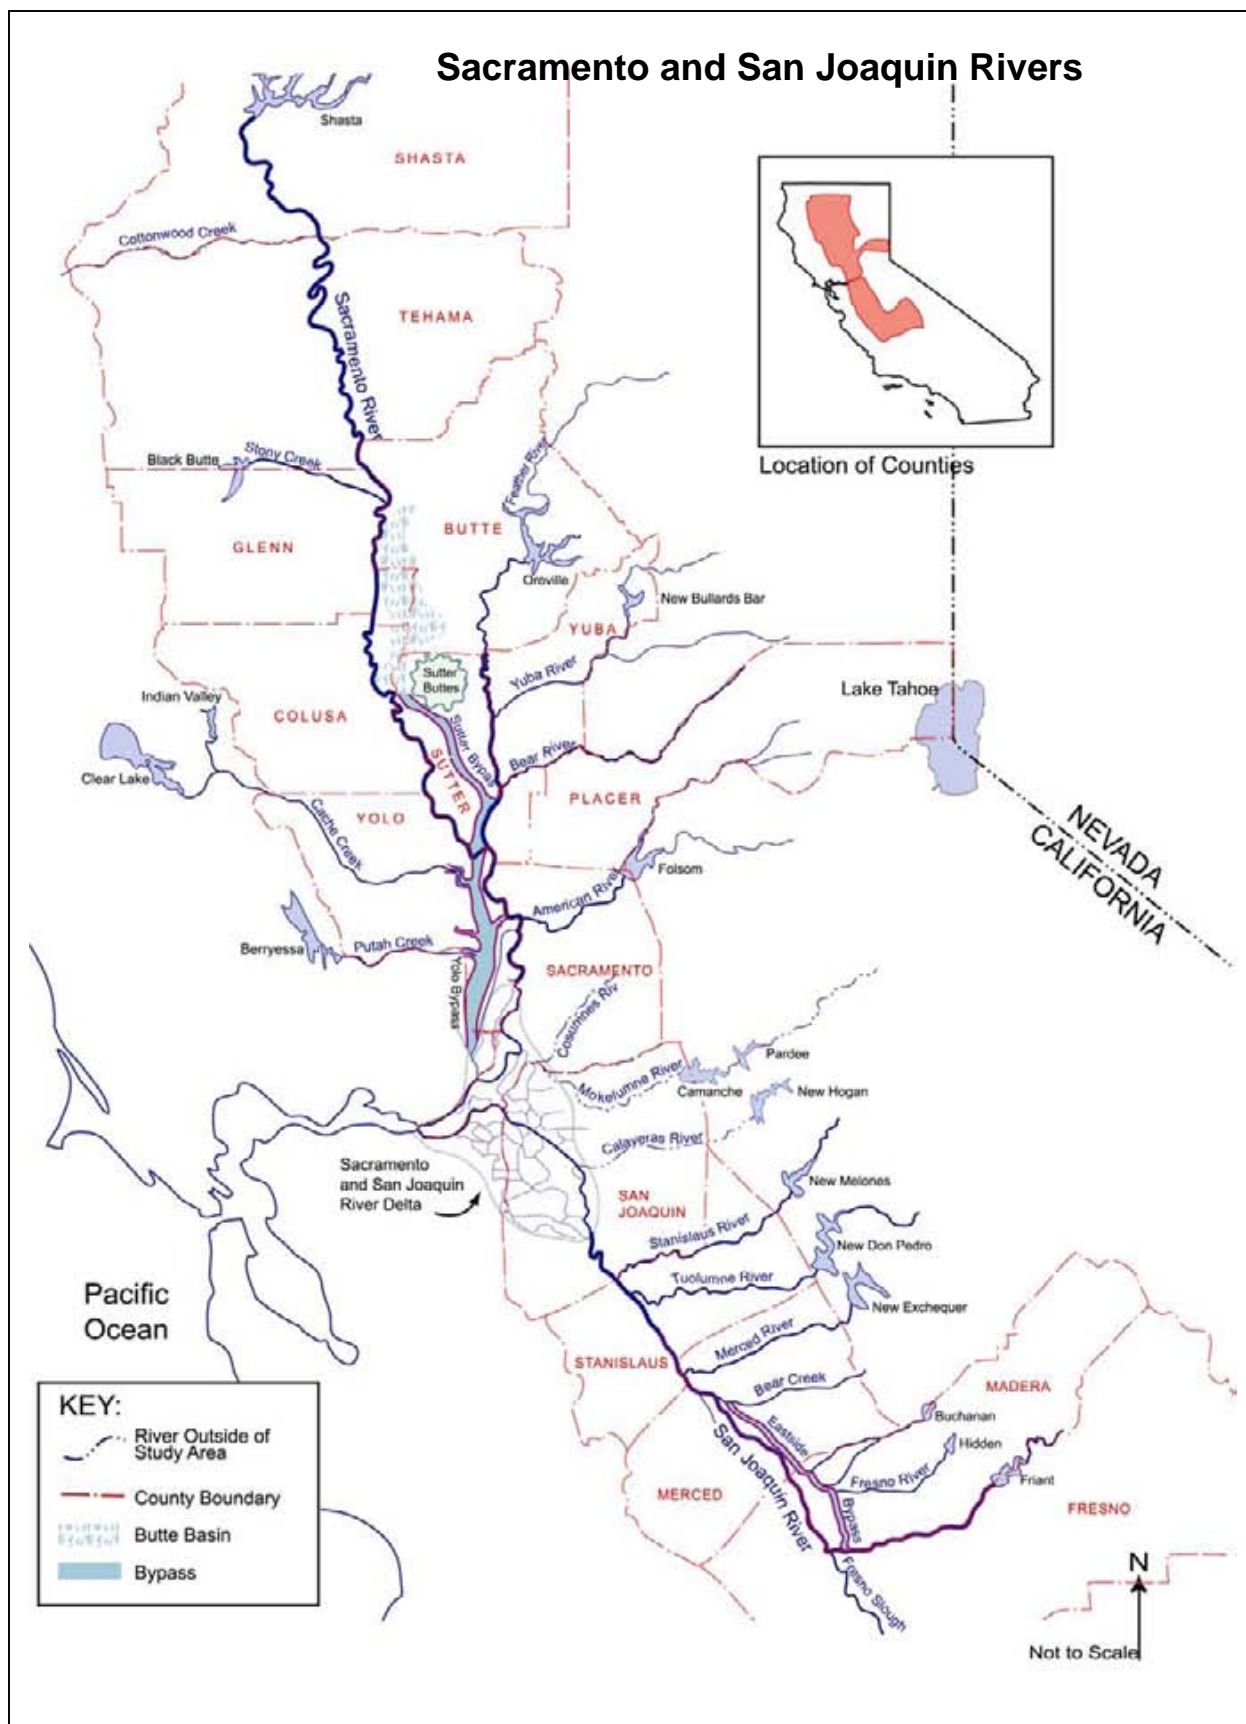 Sacramento and San Joaquin Rivers
Shasta
SHASTA
Cottonwood Creek
Sacramento River
TEHAMA
Location of Counties
Black Butte
Stony Creek
Feather River
GLENN
BUTTE
Oroville
New Bullards Bar
YUBA
Sutter
Buttes
Yuba River
Lake Tahoe
Indian Valley
COLUSA
Clear Lake
Sutter Bypas
SUTTER
Bear River
PLACER
YOLO
Cache Creek
NEVADA
CALIFORNIA
Folsom
American River
Berryessa
Putah Creek
Yolo Bypass
SACRAMENTO
Cosumnes Riv
Pardee
Mokelumne River
Camanche
New Hogan
Calaveras River
Sacramento
and San Joaquin
River Delta
SAN
JOAQUIN
New Melones
Stanislaus River
New Don Pedro
Tuolumne River
New Exchequer
Pacific
Ocean
Merced River
STANISLAUS
Bear Creek
MADERA
Buchanan
Eastside
Bypass
Hidden
Fresno River
Friant
San Joaquin River
MERCED
FRESNO
Fresno Slough
KEY:
River Outside of
Study Area
County Boundary
Butte Basin
Bypass
N
Not to Scale